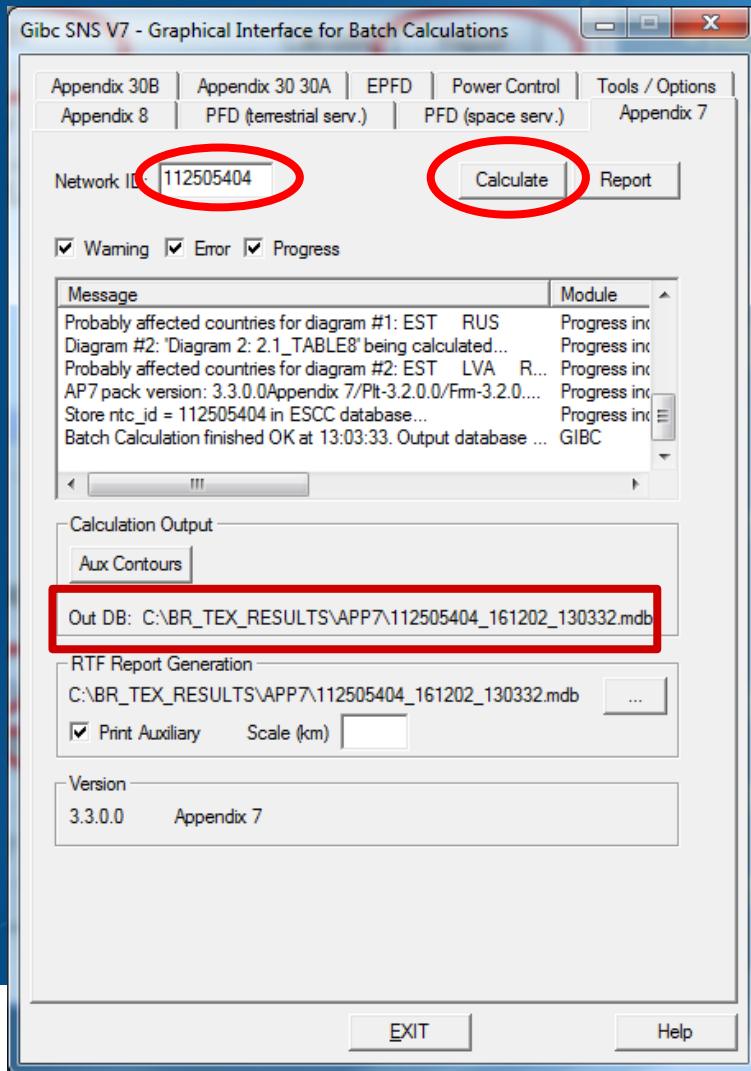 Gibc SNS V7 - Graphical Interface for Batch Calculations
Appendix 30B Appendix 30 30A EPFD Power Control Tools / Options
Appendix 8 PFD (terrestrial serv.) PFD (space serv.) Appendix 7
Network ID: 112505404 Calculate Report
Warning Error Progress
Message Module
Probably affected countries for diagram #1: EST RUS Progress inc
Diagram #2: 'Diagram 2: 2.1_TABLE8' being calculated... Progress inc
Probably affected countries for diagram #2: EST LVA R... Progress inc
AP7 pack version: 3.3.0.0Appendix 7/Plt-3.2.0.0/Frm-3.2.0.... Progress inc
Store ntc_id = 112505404 in ESCC database... Progress inc
Batch Calculation finished OK at 13:03:33. Output database ... GIBC
Calculation Output
Aux Contours
Out DB: C:\BR_TEX_RESULTS\APP7\112505404_161202_130332.mdb
RTF Report Generation
C:\BR_TEX_RESULTS\APP7\112505404_161202_130332.mdb ...
Print Auxiliary Scale (km)
Version
3.3.0.0 Appendix 7
EXIT Help